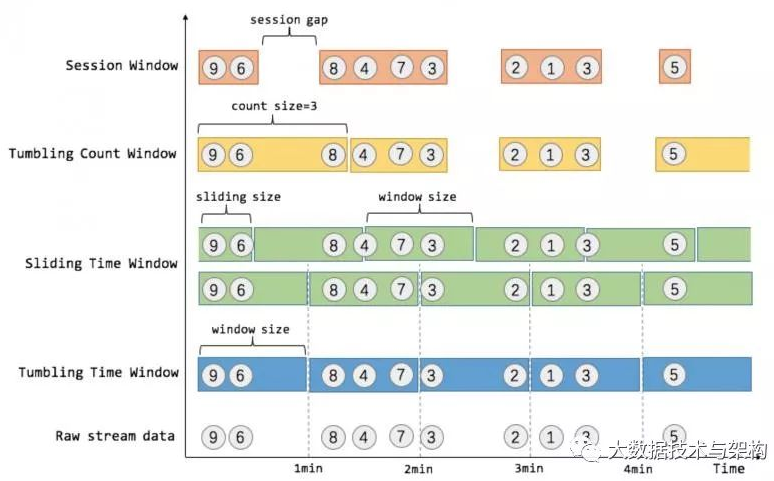 session gap
Session Window
9 6 8 4 7 3 2 1 3 5
count size=3
Tumbling Count Window
9 6 8 4 7 3 2 1 3 5
sliding size
window size
9 6 8 4 7 3 2 1 3 5
Sliding Time Window
9 6 8 4 7 3 2 1 3 5
window size
Tumbling Time Window
9 6 8 4 7 3 2 1 3 5
Raw stream data
9 6 8 4 7 3 2 1 3 5
大数据技术与架构
1min 2min 3min 4min Time